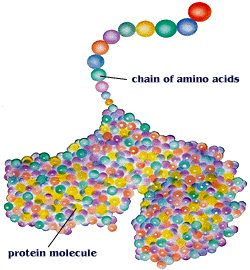 chain of amino acids
protein molecule